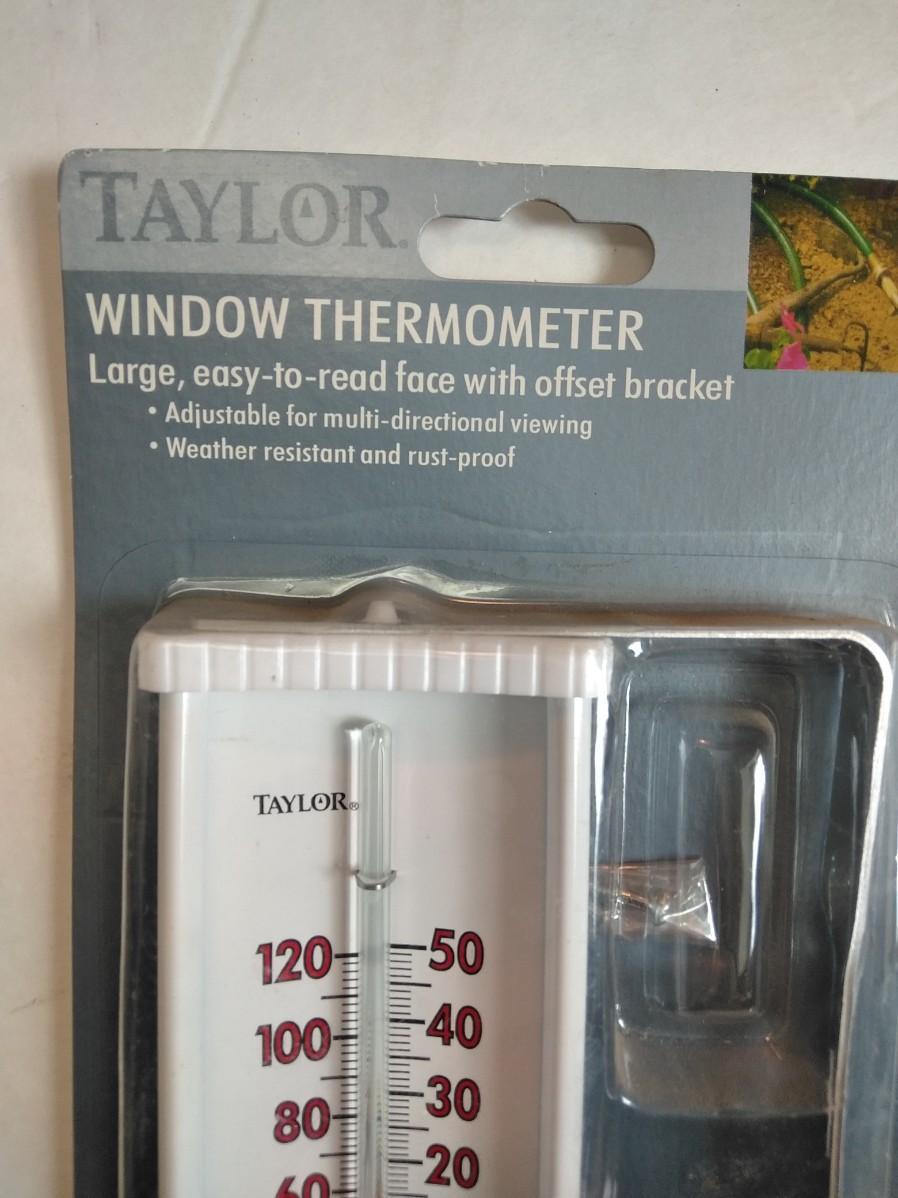 TAYLOR.
WINDOW THERMOMETER
Large, easy-to-read face with offset bracket
• Adjustable for multi-directional viewing
• Weather resistant and rust-proof
TAYLOR®
120 50
100 40
80 30
60 20